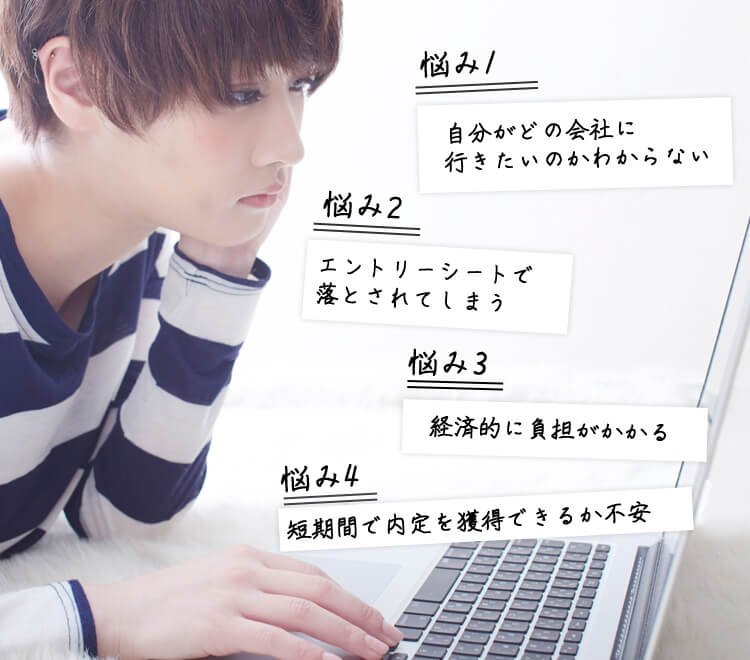 悩み1
自分がどの会社に
行きたいのかわからない
悩み2
エントリーシートで
落とされてしまう
悩み3
経済的に負担がかかる
悩み4
短期間で内定を獲得できるか不安